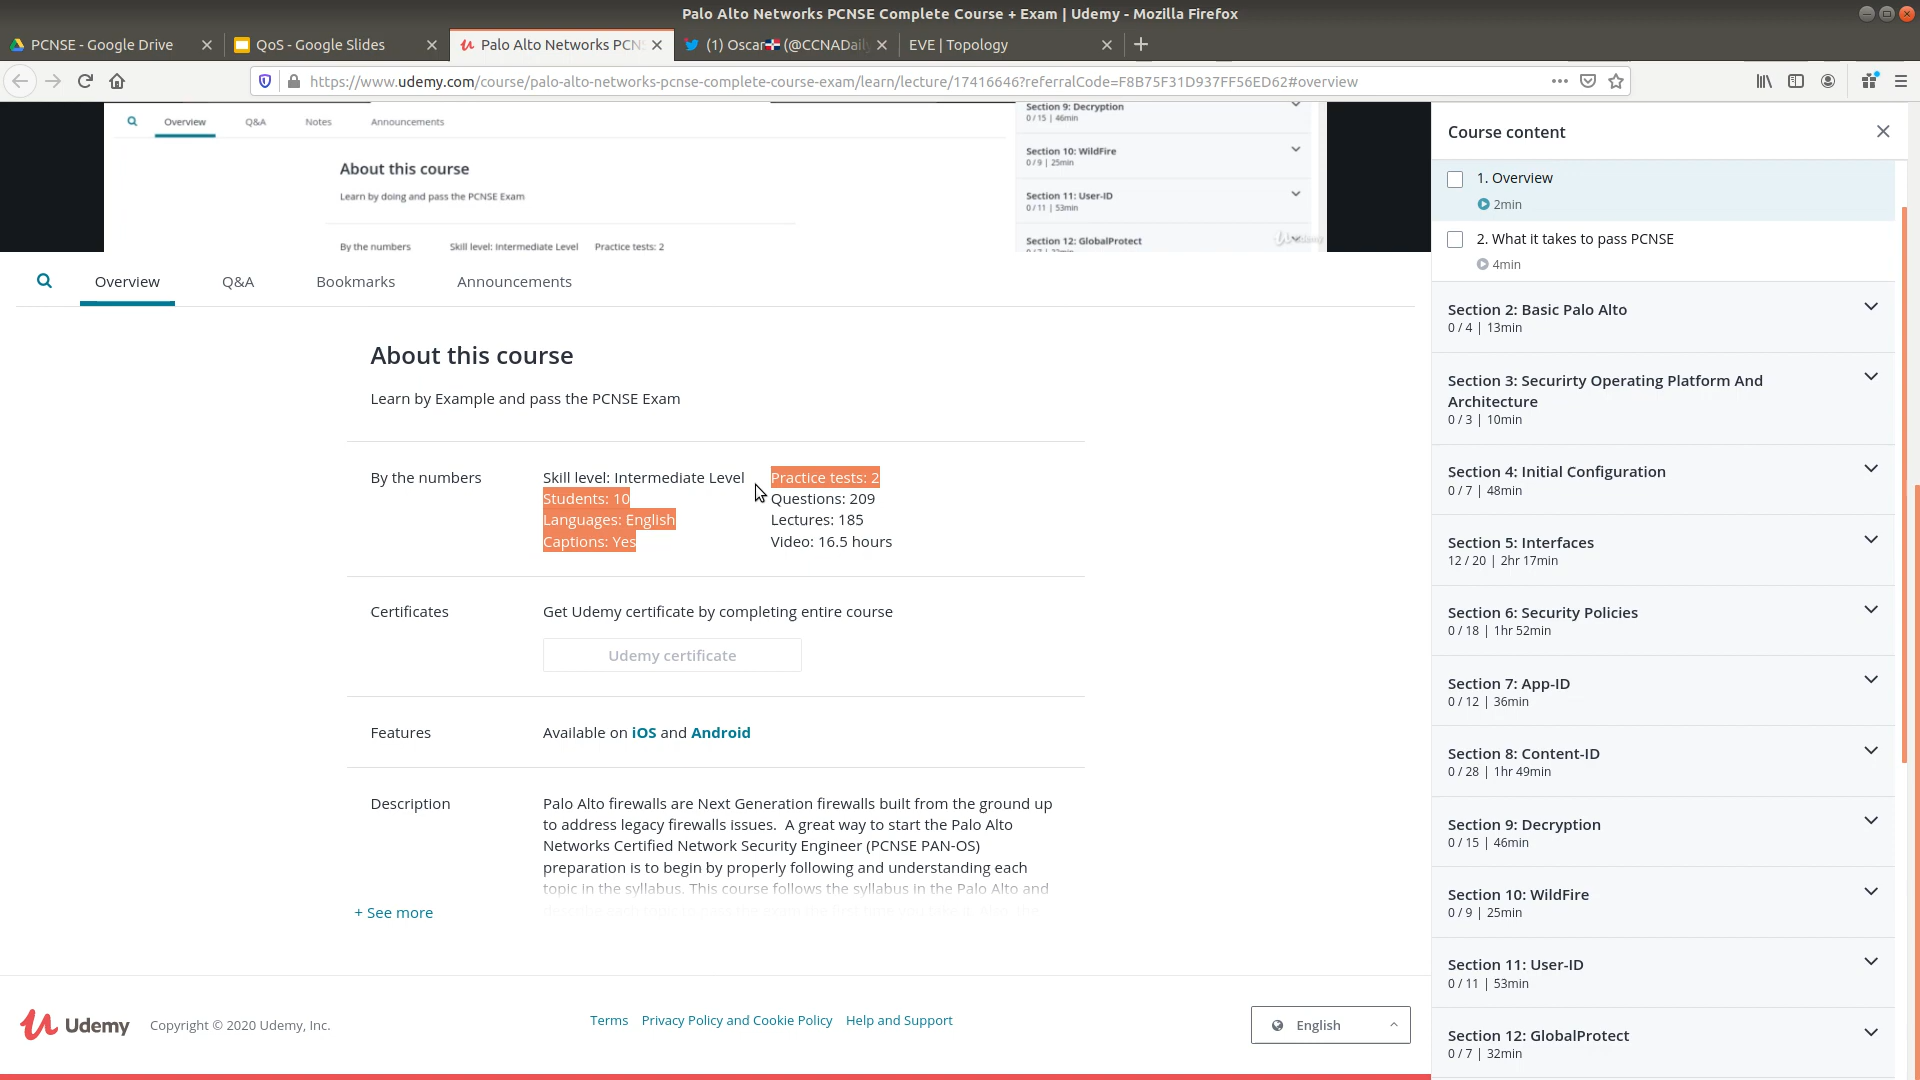 Palo Alto Networks PCNSE Complete Course + Exam | Udemy - Mozilla Firefox
PCNSE - Google Drive
QoS - Google Slides
Palo Alto Networks PCNS
(1) Oscar (@CCNADail
EVE | Topology
https://www.udemy.com/course/palo-alto-networks-pcnse-complete-course-exam/learn/lecture/17416646?referralCode=F8B75F31D937FF56ED62#overview
Overview
Q&A
Notes
Announcements
About this course
Learn by doing and pass the PCNSE Exam
By the numbers
Skill level: Intermediate Level
Practice tests: 2
Section 9: Decryption
0 / 15 | 46min
Section 10: WildFire
0 / 9 | 25min
Section 11: User-ID
0 / 11 | 53min
Section 12: GlobalProtect
Overview
Q&A
Bookmarks
Announcements
About this course
Learn by Example and pass the PCNSE Exam
By the numbers
Skill level: Intermediate Level
Students: 10
Languages: English
Captions: Yes
Practice tests: 2
Questions: 209
Lectures: 185
Video: 16.5 hours
Certificates
Get Udemy certificate by completing entire course
Udemy certificate
Features
Available on iOS and Android
Description
Palo Alto firewalls are Next Generation firewalls built from the ground up
to address legacy firewalls issues.  A great way to start the Palo Alto
Networks Certified Network Security Engineer (PCNSE PAN-OS)
preparation is to begin by properly following and understanding each
topic in the syllabus. This course follows the syllabus in the Palo Alto and
+ See more
Udemy
Copyright © 2020 Udemy, Inc.
Terms
Privacy Policy and Cookie Policy
Help and Support
English
Course content
1. Overview
2min
2. What it takes to pass PCNSE
4min
Section 2: Basic Palo Alto
0 / 4 | 13min
Section 3: Securirty Operating Platform And
Architecture
0 / 3 | 10min
Section 4: Initial Configuration
0 / 7 | 48min
Section 5: Interfaces
12 / 20 | 2hr 17min
Section 6: Security Policies
0 / 18 | 1hr 52min
Section 7: App-ID
0 / 12 | 36min
Section 8: Content-ID
0 / 28 | 1hr 49min
Section 9: Decryption
0 / 15 | 46min
Section 10: WildFire
0 / 9 | 25min
Section 11: User-ID
0 / 11 | 53min
Section 12: GlobalProtect
0 / 7 | 32min